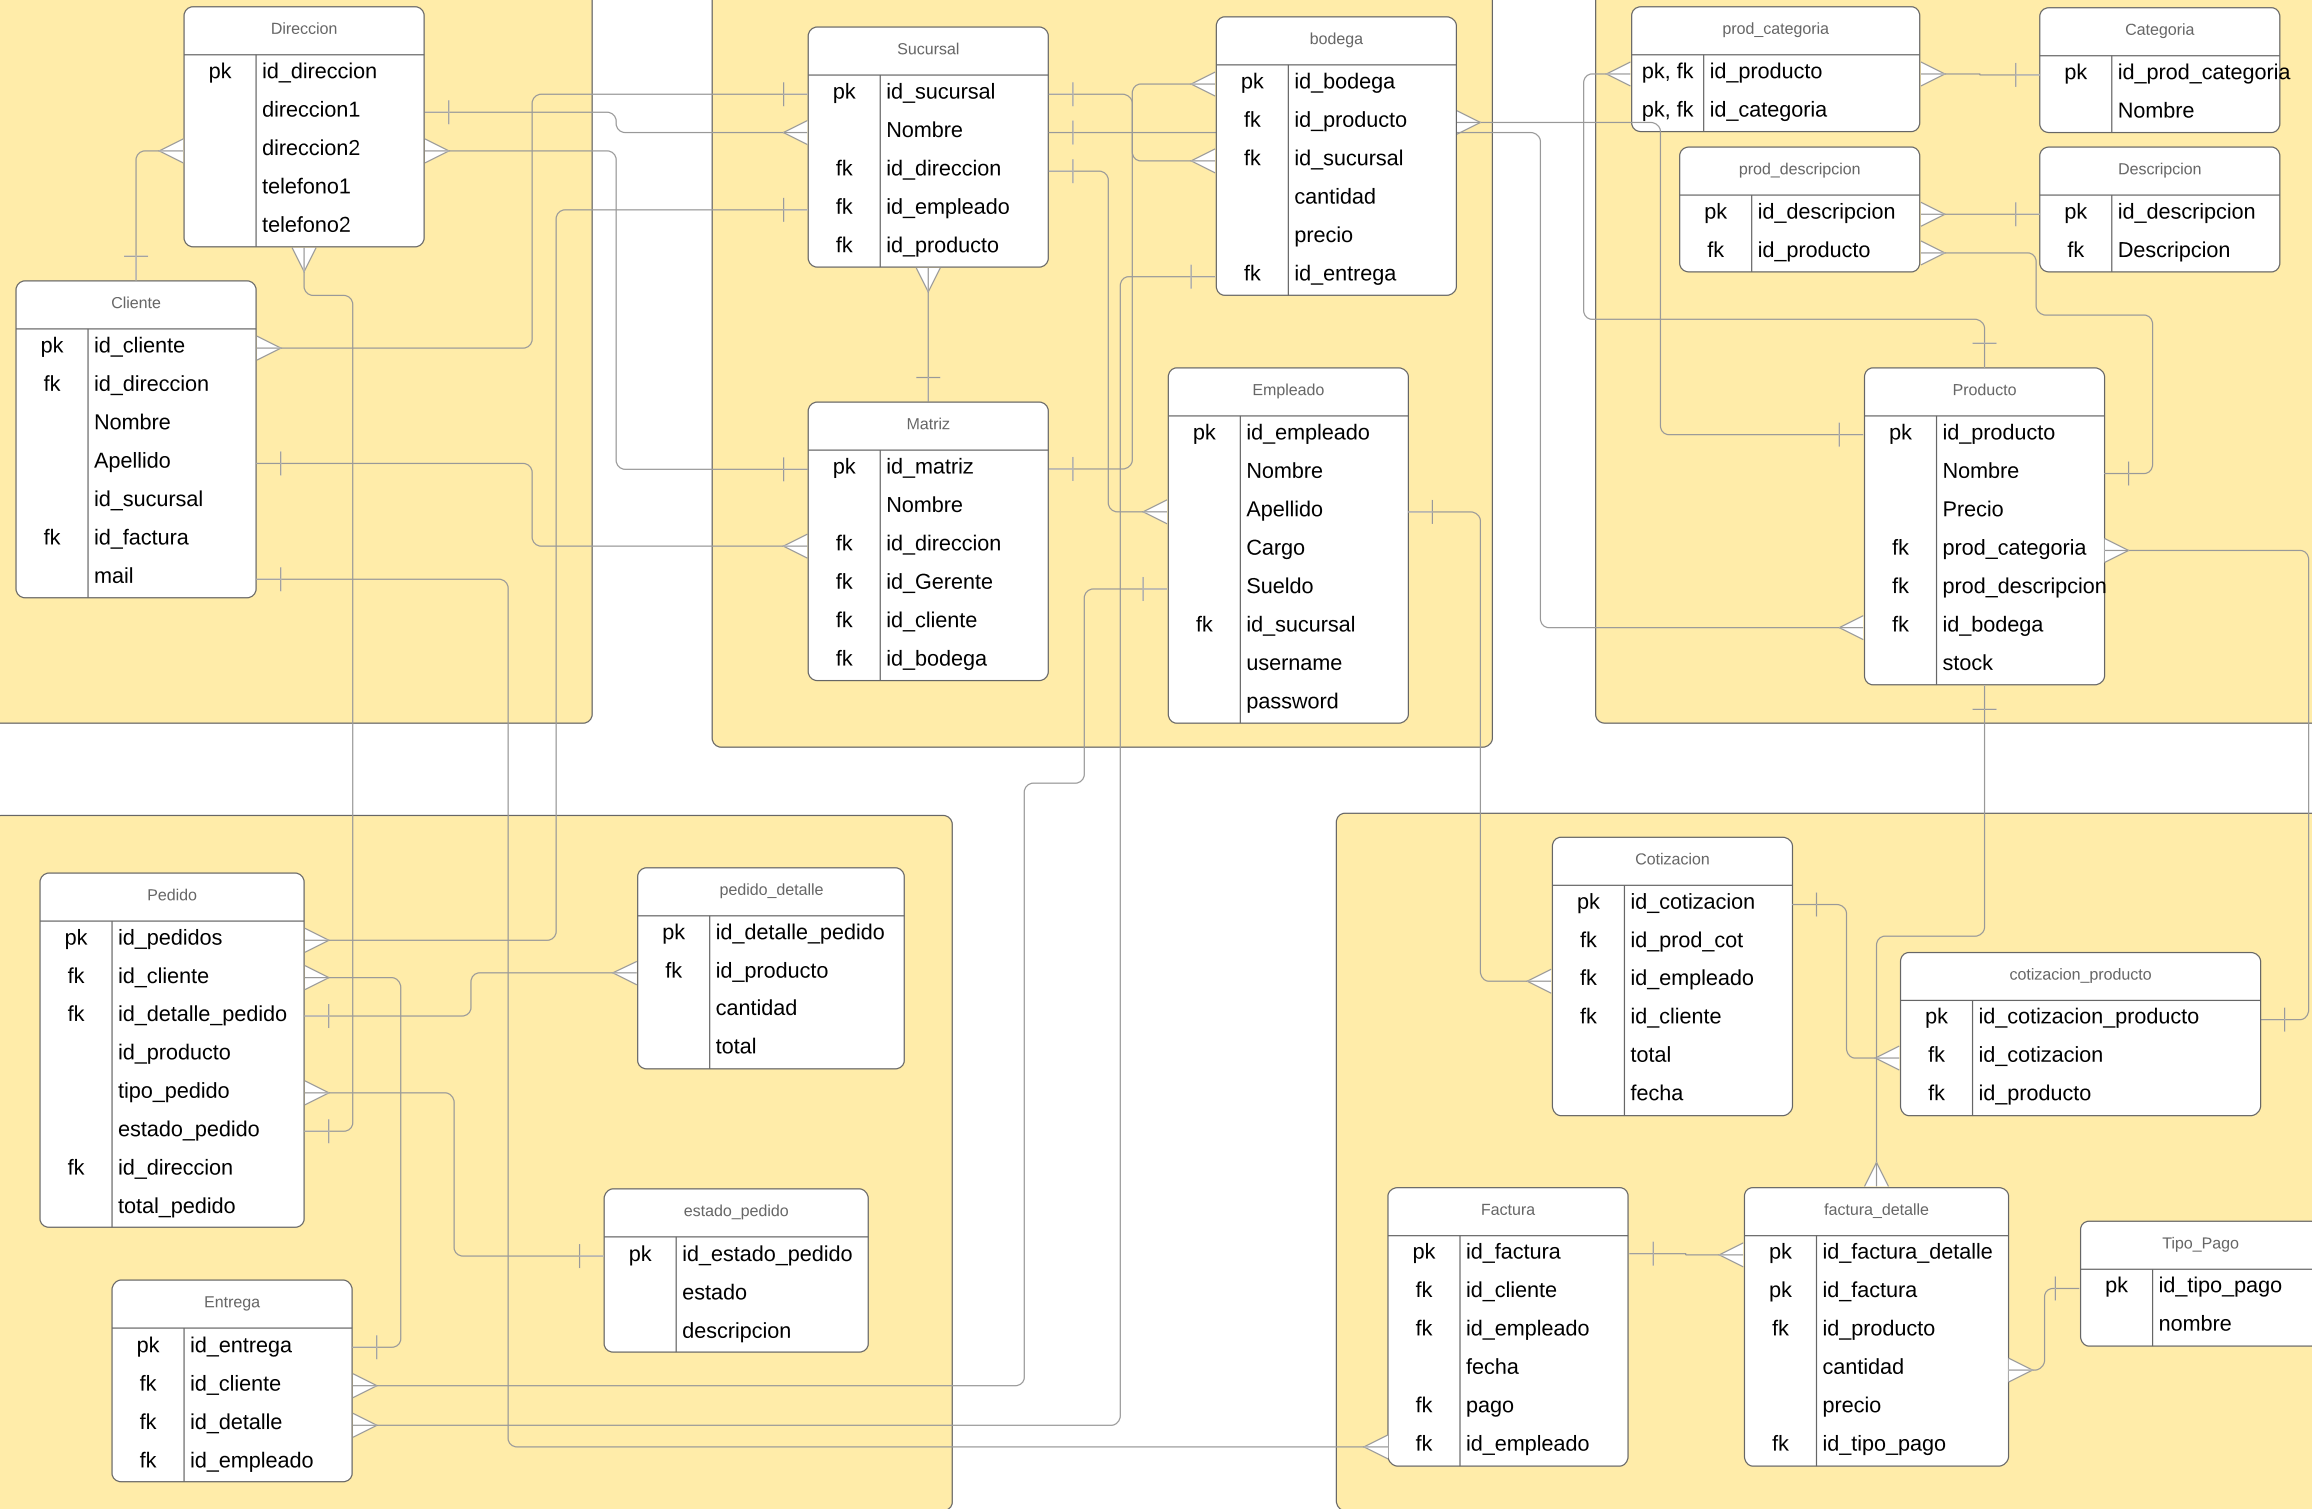 Direccion
pk id_direccion
direccion1
direccion2
telefono1
telefono2
Cliente
pk id_cliente
fk id_direccion
Nombre
Apellido
id_sucursal
fk id_factura
mail
Sucursal
pk id_sucursal
Nombre
fk id_direccion
fk id_empleado
fk id_producto
bodega
pk id_bodega
fk id_producto
fk id_sucursal
cantidad
precio
fk id_entrega
Matriz
pk id_matriz
Nombre
fk id_direccion
fk id_Gerente
fk id_cliente
fk id_bodega
Empleado
pk id_empleado
Nombre
Apellido
Cargo
Sueldo
fk id_sucursal
username
password
prod_categoria
pk, fk id_producto
pk, fk id_categoria
Categoria
pk id_prod_categoria
Nombre
prod_descripcion
pk id_descripcion
fk id_producto
Descripcion
pk id_descripcion
fk Descripcion
Producto
pk id_producto
Nombre
Precio
fk prod_categoria
fk prod_descripcion
fk id_bodega
stock
Pedido
pk id_pedidos
fk id_cliente
fk id_detalle_pedido
id_producto
tipo_pedido
estado_pedido
fk id_direccion
total_pedido
pedido_detalle
pk id_detalle_pedido
fk id_producto
cantidad
total
estado_pedido
pk id_estado_pedido
estado
descripcion
Entrega
pk id_entrega
fk id_cliente
fk id_detalle
fk id_empleado
Cotizacion
pk id_cotizacion
fk id_prod_cot
fk id_empleado
fk id_cliente
total
fecha
cotizacion_producto
pk id_cotizacion_producto
fk id_cotizacion
fk id_producto
Factura
pk id_factura
fk id_cliente
fk id_empleado
fecha
fk pago
fk id_empleado
factura_detalle
pk id_factura_detalle
pk id_factura
fk id_producto
cantidad
precio
fk id_tipo_pago
Tipo_Pago
pk id_tipo_pago
nombre